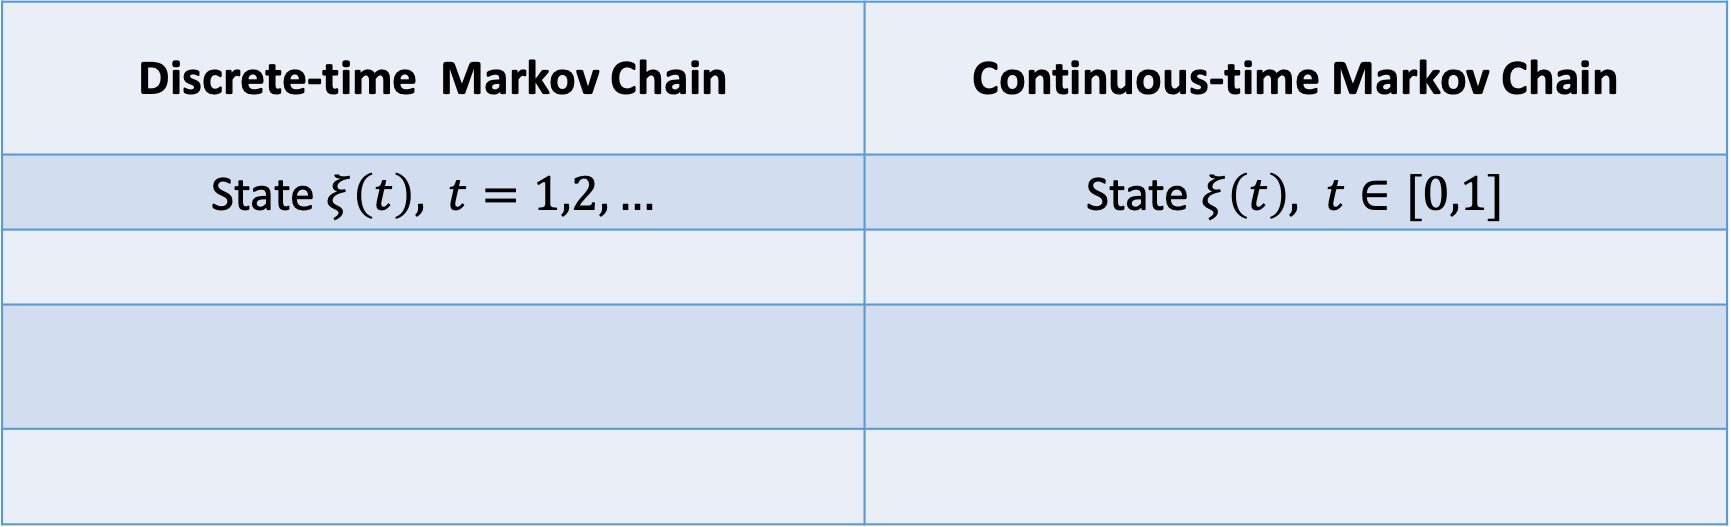 Discrete-time  Markov Chain
Continuous-time Markov Chain
State ξ(t),  t = 1,2, …
State ξ(t),  t ∈ [0,1]